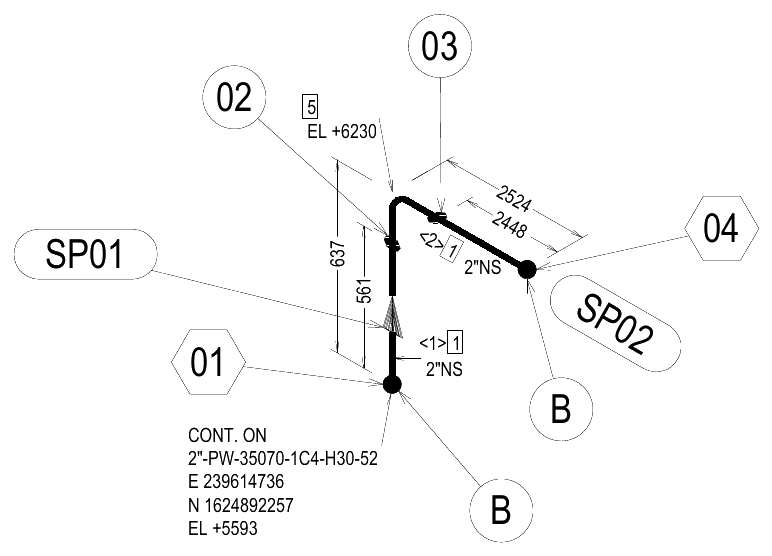 03
02
5
EL +6230
2524
2448
04
<2> 1
2"NS
SP01
637
561
SP02
<1> 1
2"NS
01
B
CONT. ON
2"-PW-35070-1C4-H30-52
E 239614736
N 1624892257
EL +5593
B